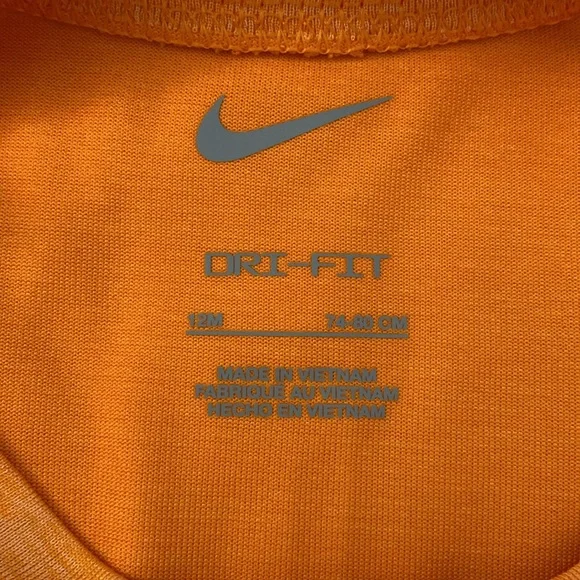 DRI-FIT
12M 74-80 CM
MADE IN VIETNAM
FABRIQUÉ AU VIETNAM
HECHO EN VIETNAM